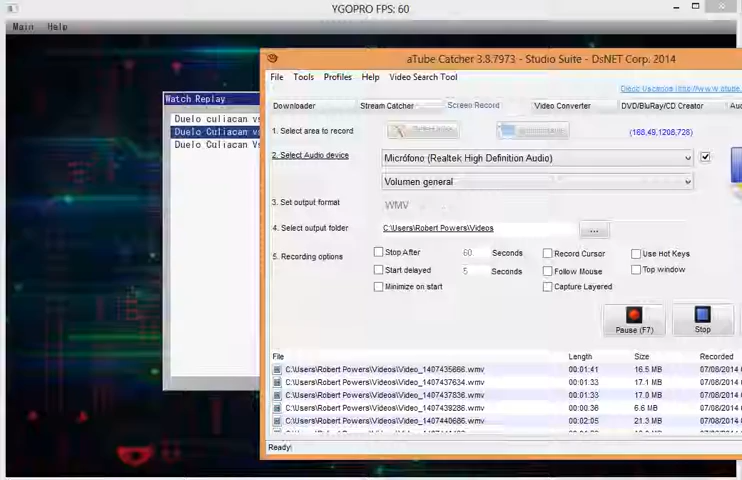 YGOPRO FPS: 60
Main Help
aTube Catcher 3.8.7973 - Studio Suite - DsNET Corp. 2014
File Tools Profiles Help Video Search Tool
Watch Replay
Duelo culiacan vs
Duelo Culiacan vs
Duelo Culiacan Vs
Downloader Stream Catcher Screen Record Video Converter DVD/BluRay/CD Creator
1. Select area to record
(168,49,1208,728)
2. Select Audio device
Micrófono (Realtek High Definition Audio)
Volumen general
3. Set output format
WMV
4. Select output folder
C:\Users\Robert Powers\Videos
...
5. Recording options
Stop After 60 Seconds
Record Cursor
Use Hot Keys
Start delayed 5 Seconds
Follow Mouse
Top window
Minimize on start
Capture Layered
Pause (F7)
Stop
File Length Size Recorded
C:\Users\Robert Powers\Videos\Video_1407435666.wmv 00:01:41 16.5 MB 07/08/2014
C:\Users\Robert Powers\Videos\Video_1407437634.wmv 00:01:33 17.1 MB 07/08/2014
C:\Users\Robert Powers\Videos\Video_1407437836.wmv 00:01:33 17.0 MB 07/08/2014
C:\Users\Robert Powers\Videos\Video_1407439286.wmv 00:00:36 6.6 MB 07/08/2014
C:\Users\Robert Powers\Videos\Video_1407440686.wmv 00:02:05 21.3 MB 07/08/2014
Ready